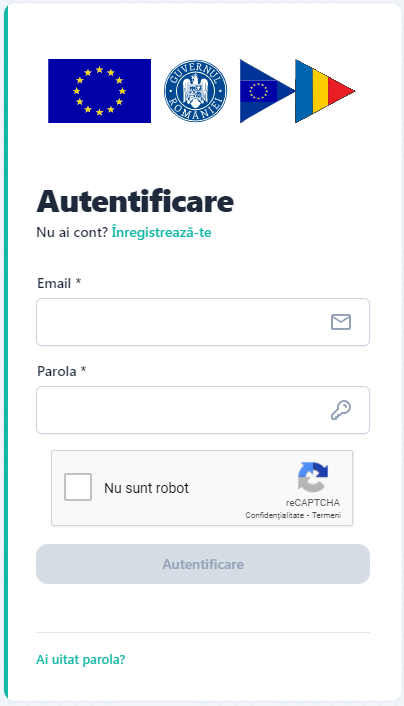 GUVERNUL
ROMÂNIEI
Autentificare
Nu ai cont? Înregistrează-te
Email *
Parola *
Nu sunt robot
reCAPTCHA
Confidențialitate - Termeni
Autentificare
Ai uitat parola?